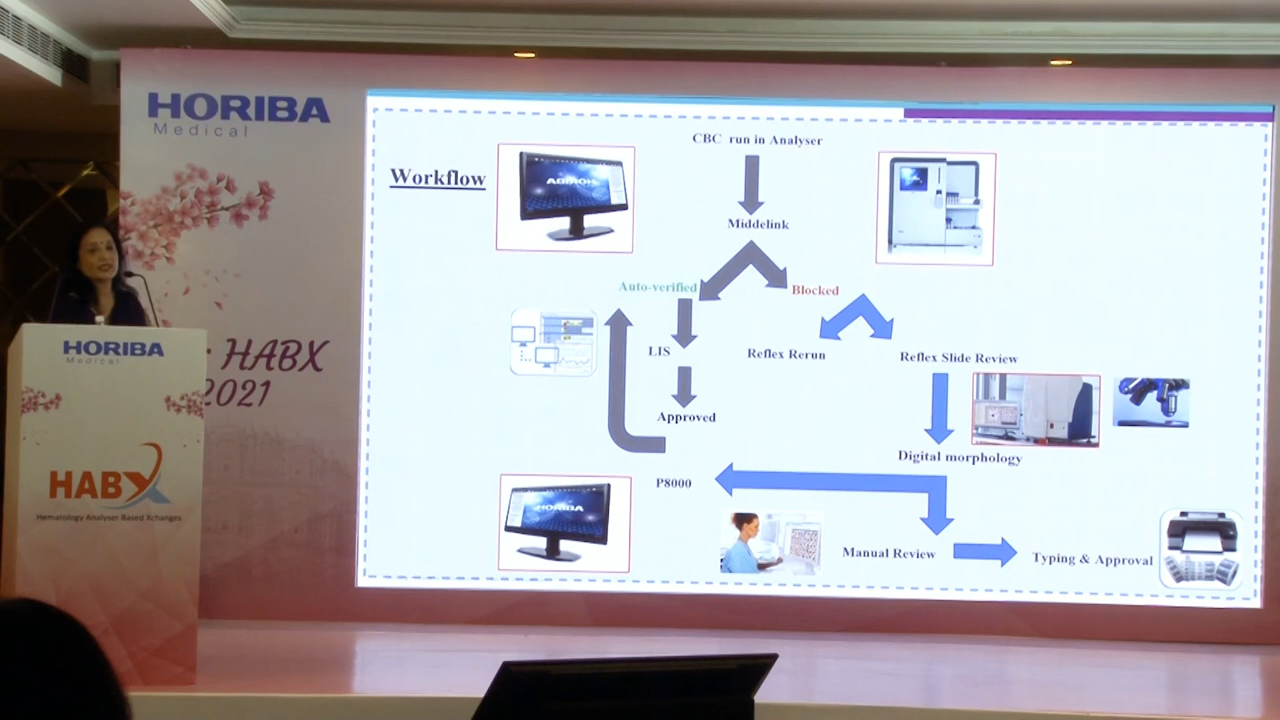 HORIBA
Medical
HABX
2021
HORIBA
Medical
HABX
Hematology Analyser Based Xchanges
Workflow
CBC run in Analyser
Middelink
Auto-verified
Blocked
LIS
Reflex Rerun
Reflex Slide Review
Approved
Digital morphology
P8000
HORIBA
Manual Review
Typing & Approval